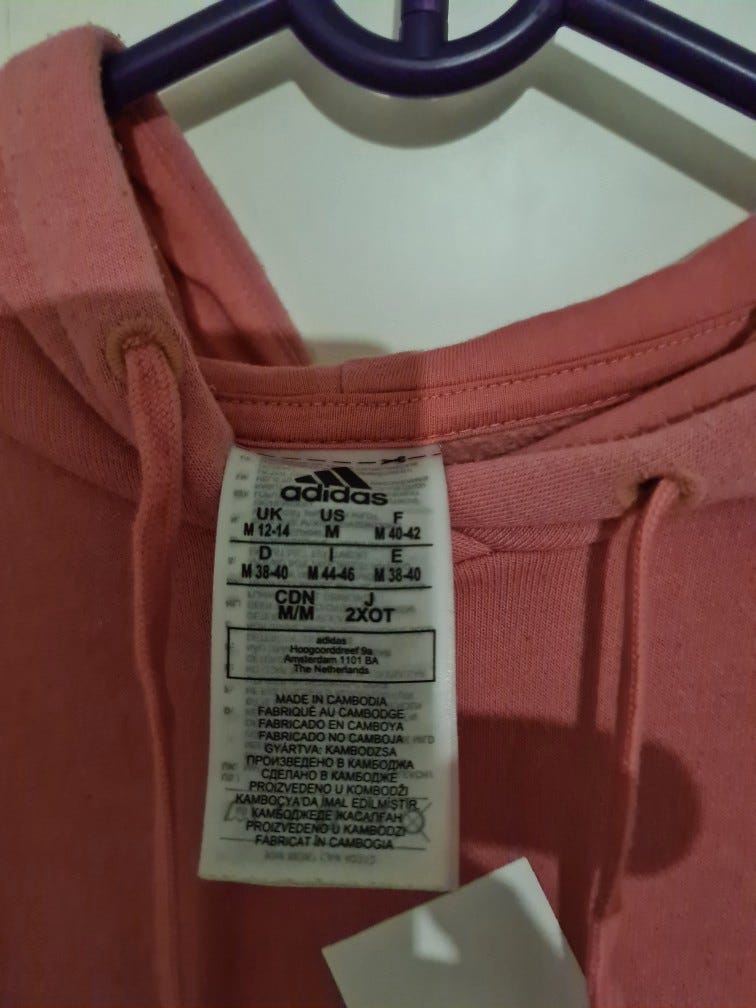 adidas
UK US F
M 12-14 M M 40-42
D I E
M 38-40 M 44-46 M 38-40
CDN J
M/M 2XOT
adidas
Hoogoorddreef 9a
Amsterdam 1101 BA
The Netherlands
MADE IN CAMBODIA
FABRIQUÉ AU CAMBODGE
FABRICADO EN CAMBOYA
FABRICADO NO CAMBOJA
GYÁRTVA: KAMBODZSA
ПРОИЗВЕДЕНО В КАМБОДЖА
СДЕЛАНО В КАМБОДЖЕ
PROIZVEDENO U KOMBODŽI
KAMBOÇYA'DA İMAL EDİLMİŞTİR
КАМБОДЖЕДЕ ЖАСАЛҒАН
PROIZVEDENO U KAMBODŽI
FABRICAT ÎN CAMBOGIA